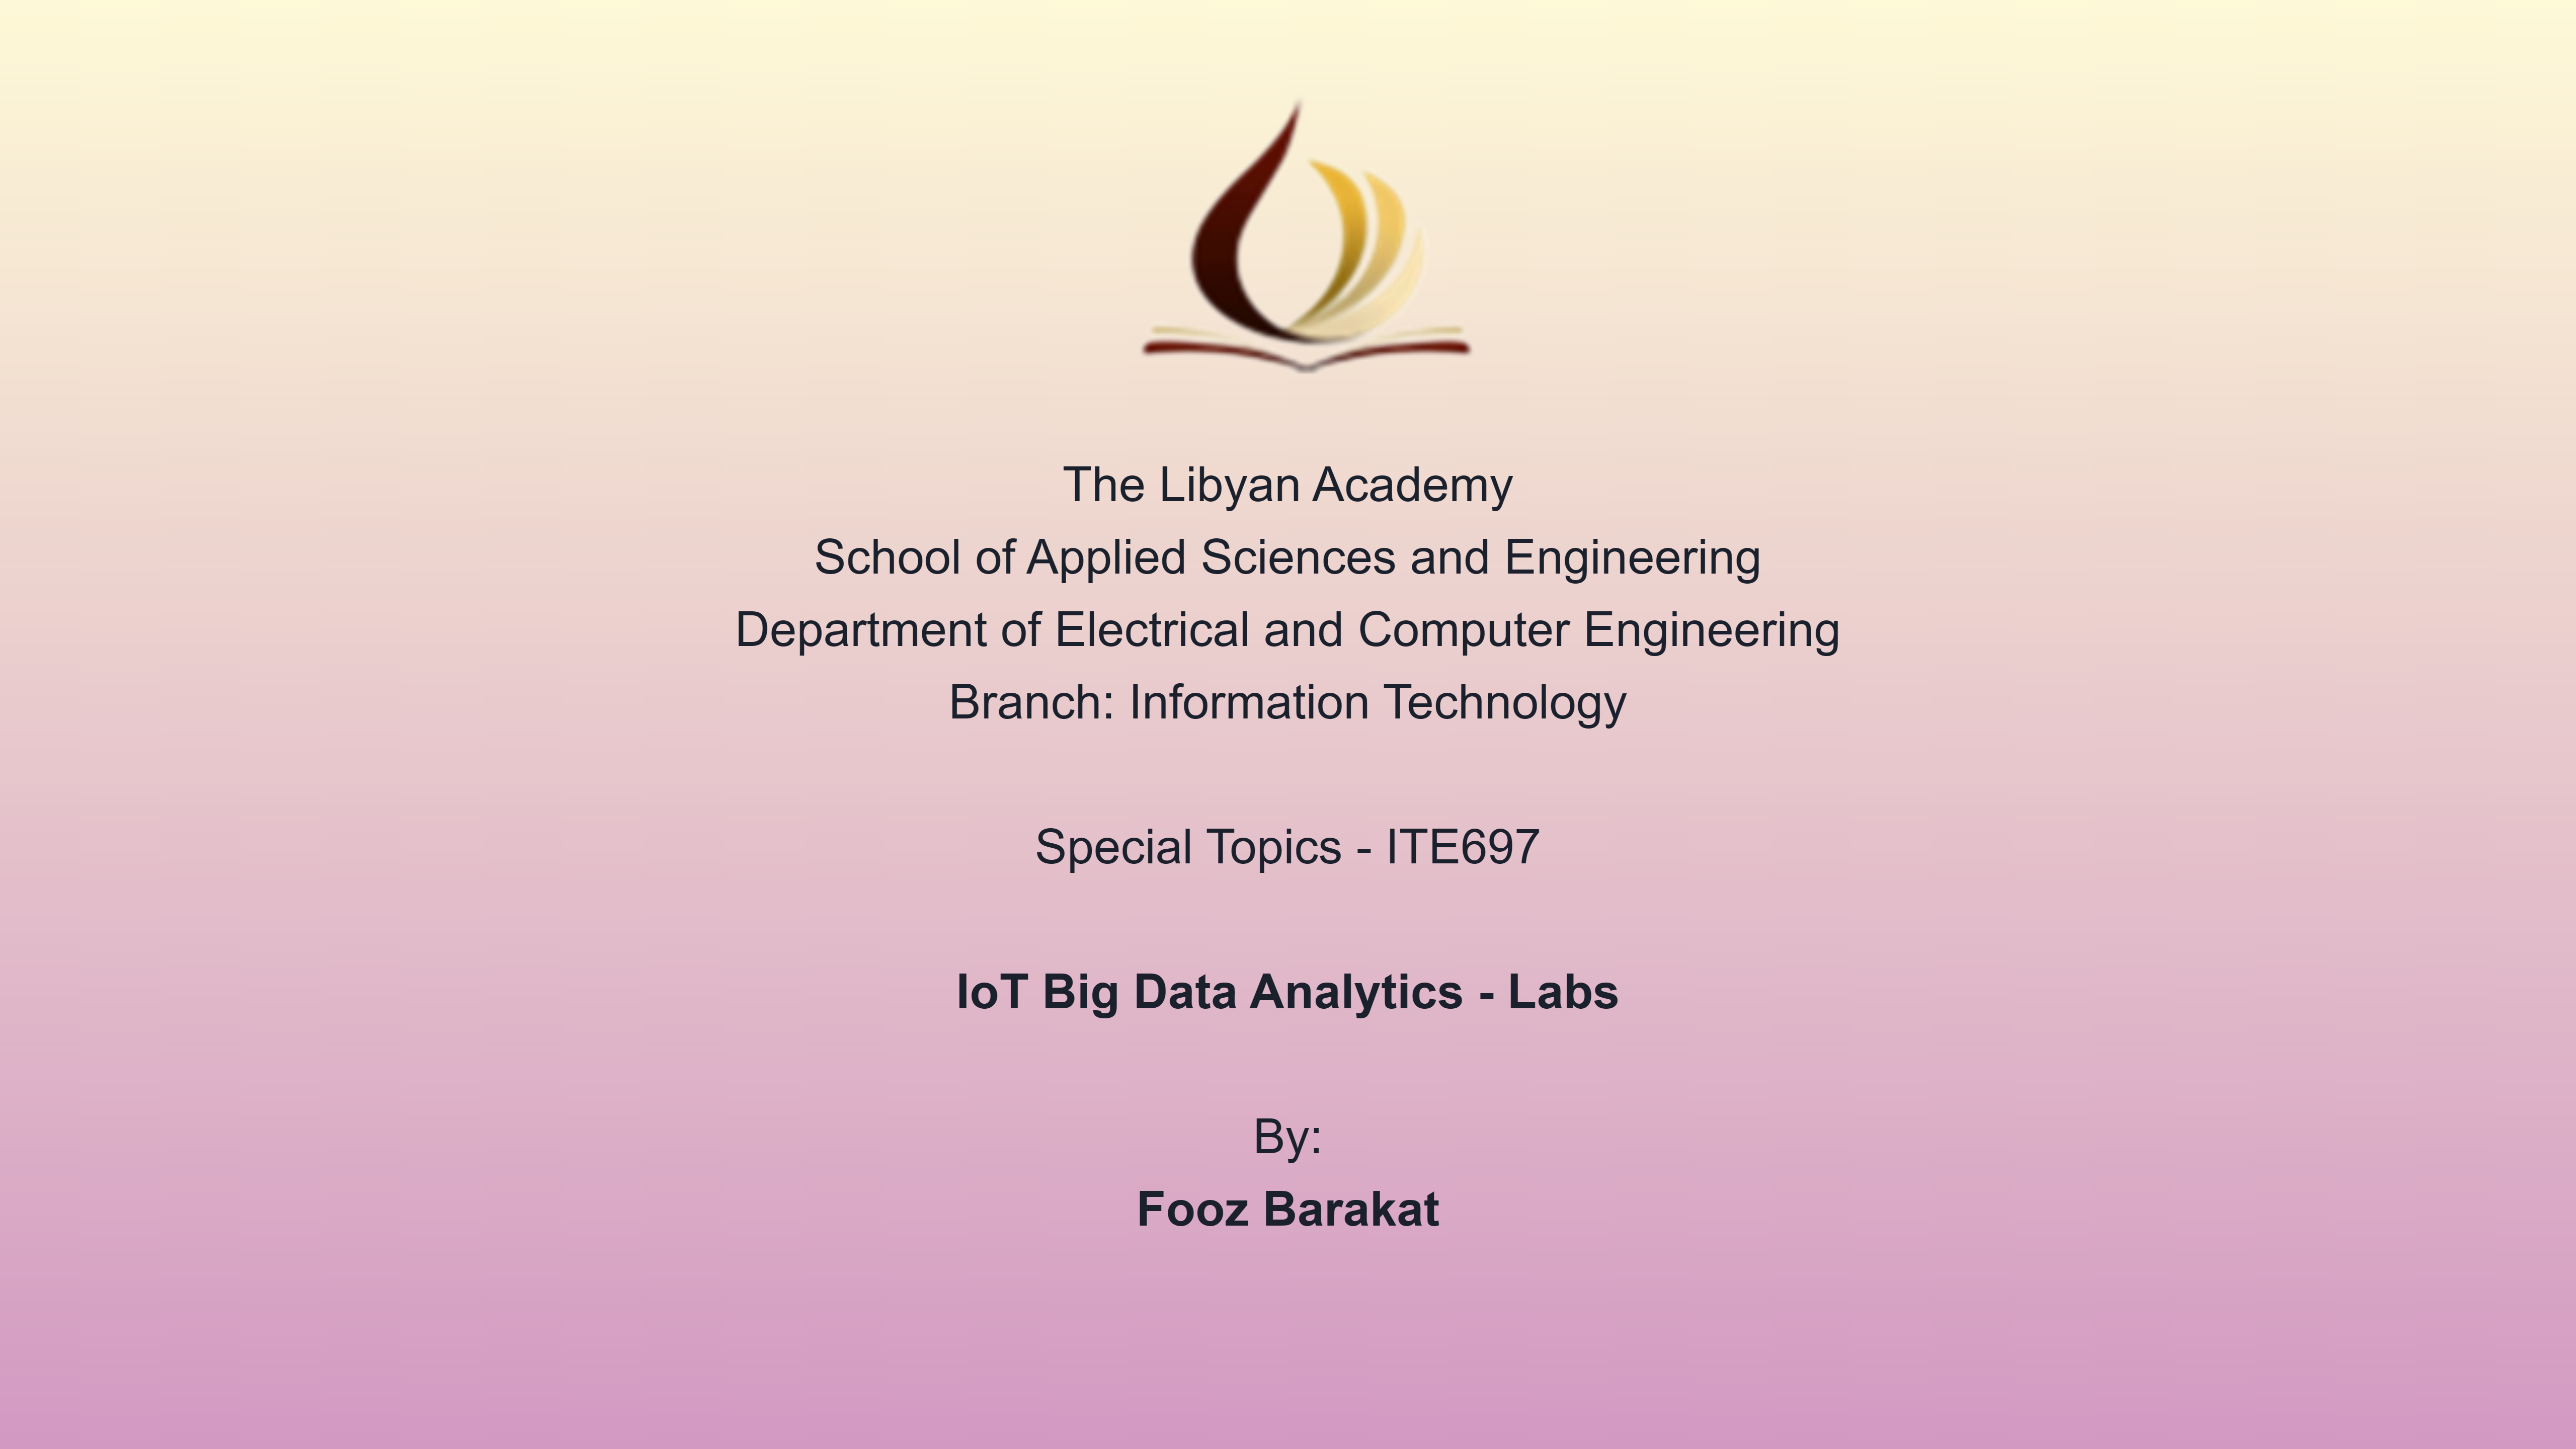 The Libyan Academy
School of Applied Sciences and Engineering
Department of Electrical and Computer Engineering
Branch: Information Technology
Special Topics - ITE697
IoT Big Data Analytics - Labs
By:
Fooz Barakat